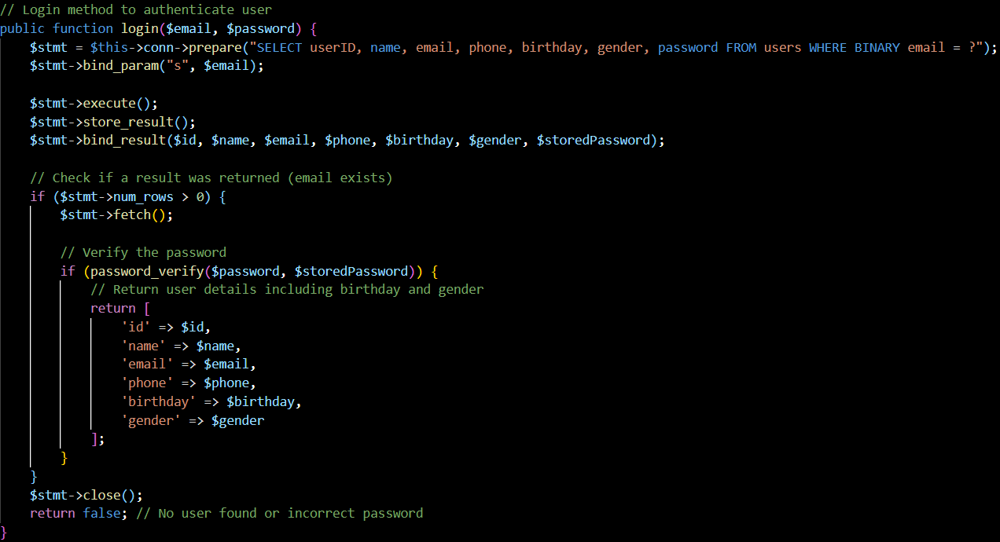 // Login method to authenticate user
public function login($email, $password) {
    $stmt = $this->conn->prepare("SELECT userID, name, email, phone, birthday, gender, password FROM users WHERE BINARY email = ?");
    $stmt->bind_param("s", $email);

    $stmt->execute();
    $stmt->store_result();
    $stmt->bind_result($id, $name, $email, $phone, $birthday, $gender, $storedPassword);

    // Check if a result was returned (email exists)
    if ($stmt->num_rows > 0) {
        $stmt->fetch();

        // Verify the password
        if (password_verify($password, $storedPassword)) {
            // Return user details including birthday and gender
            return [
                'id' => $id,
                'name' => $name,
                'email' => $email,
                'phone' => $phone,
                'birthday' => $birthday,
                'gender' => $gender
            ];
        }
    }
    $stmt->close();
    return false; // No user found or incorrect password
}